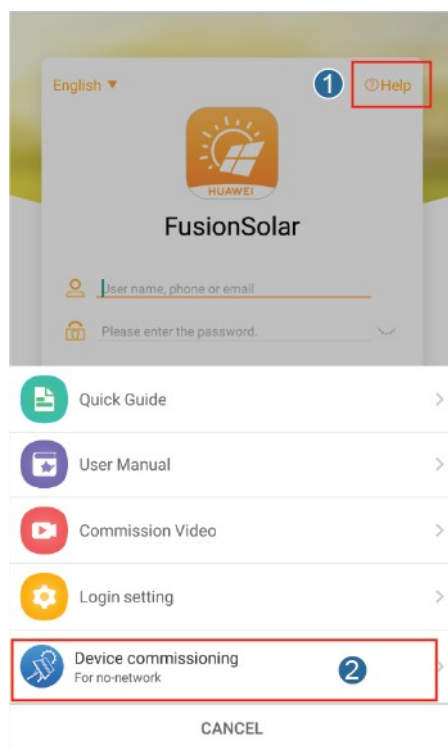 English
1
Help
HUAWEI
FusionSolar
User name, phone or email
Please enter the password.
Quick Guide
User Manual
Commission Video
Login setting
Device commissioning
For no-network
2
CANCEL